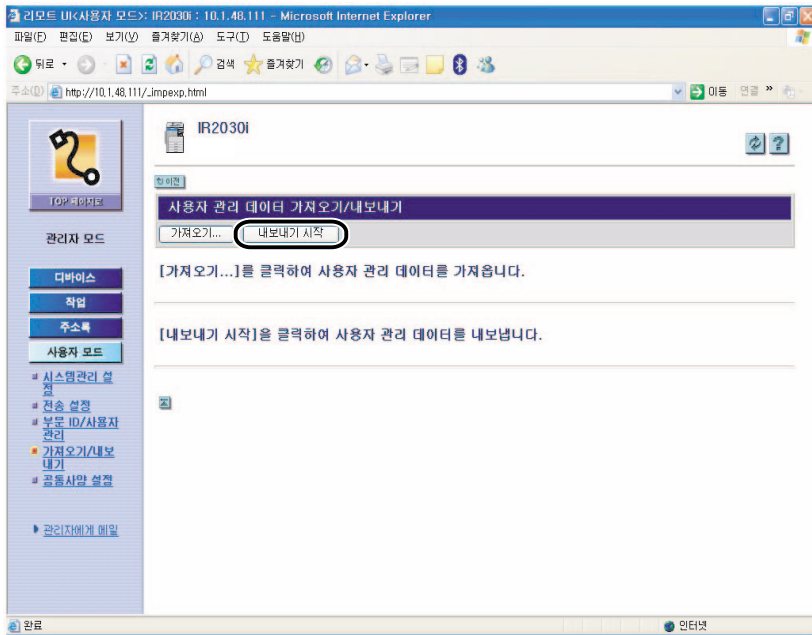 리모트 UI<사용자 모드>: IR2030i : 10.1.48.111 - Microsoft Internet Explorer
파일(F) 편집(E) 보기(V) 즐겨찾기(A) 도구(T) 도움말(H)
뒤로 검색 즐겨찾기
주소(D) http://10.1.48.111/_impexp.html 이동 연결 »
IR2030i
TOP 페이지로
이전
사용자 관리 데이터 가져오기/내보내기
가져오기... 내보내기 시작
관리자 모드
[가져오기...]를 클릭하여 사용자 관리 데이터를 가져옵니다.
[내보내기 시작]을 클릭하여 사용자 관리 데이터를 내보냅니다.
디바이스
작업
주소록
사용자 모드
시스템관리 설
정
전송 설정
부문 ID/사용자
관리
가져오기/내보
내기
공통사양 설정
관리자에게 메일
완료 인터넷